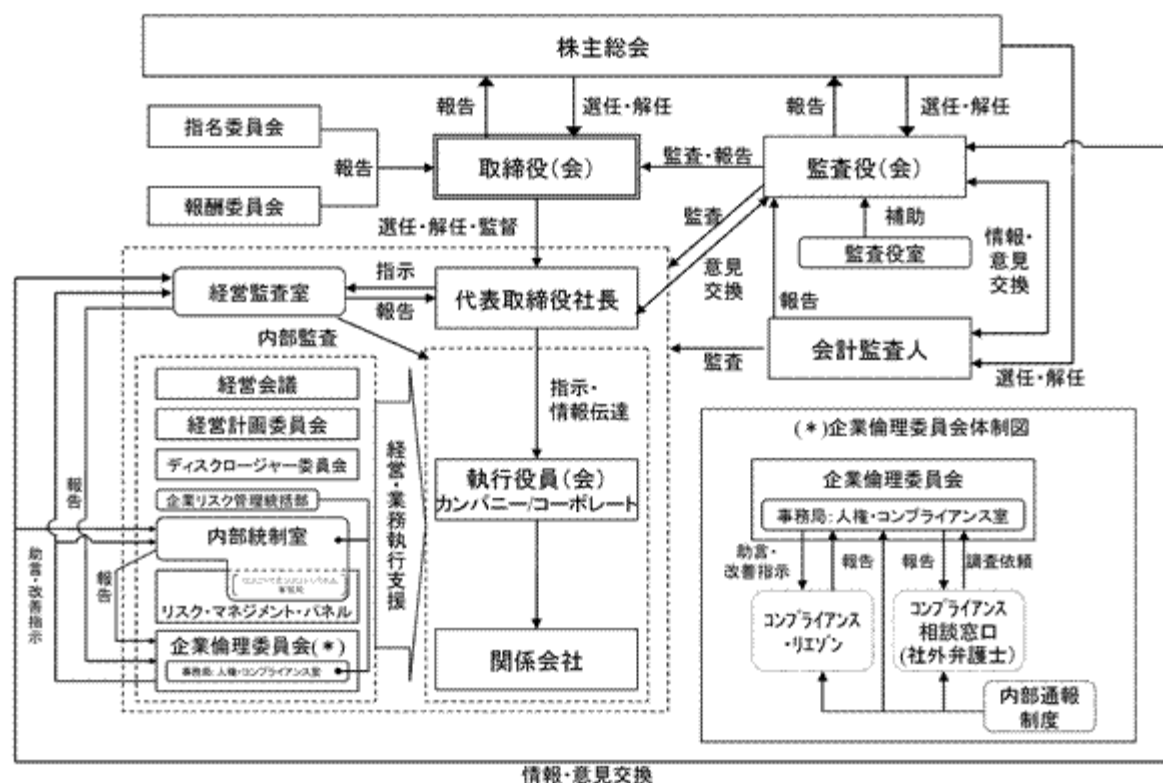 株主総会
報告
選任・解任
報告
選任・解任
指名委員会
報告
報酬委員会
取締役(会)
監査・報告
監査役(会)
選任・解任・監督
監査
補助
監査役室
情報・
意見
交換
意見
交換
経営監査室
指示
報告
代表取締役社長
内部監査
報告
会計監査人
監査
選任・解任
経営会議
経営計画委員会
ディスクロージャー委員会
企業リスク管理統括部
内部統制室
リスク・マネジメント・パネル
企業倫理委員会(*)
事務局:人権・コンプライアンス室
報告
助言・改善指示
報告
経営・業務執行支援
指示・
情報伝達
執行役員(会)
カンパニー/コーポレート
関係会社
(*)企業倫理委員会体制図
企業倫理委員会
事務局:人権・コンプライアンス室
助言・
改善指示
報告
報告
調査依頼
コンプライアンス
・リエゾン
コンプライアンス
相談窓口
(社外弁護士)
内部通報
制度
情報・意見交換